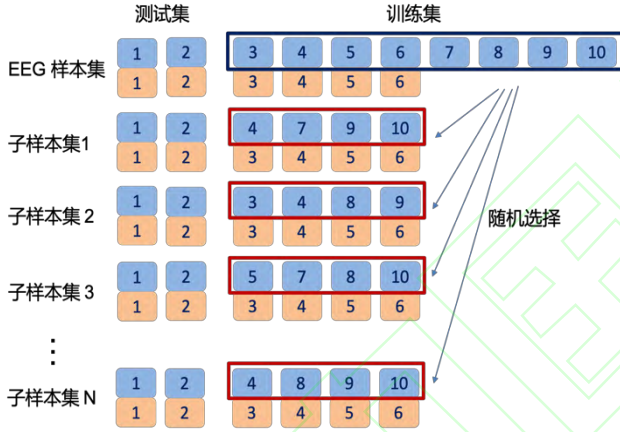 测试集 训练集
1 2 3 4 5 6 7 8 9 10
EEG 样本集
1 2 3 4 5 6
1 2 4 7 9 10
子样本集1
1 2 3 4 5 6
1 2 3 4 8 9
子样本集 2
1 2 3 4 5 6
随机选择
1 2 5 7 8 10
子样本集 3
1 2 3 4 5 6
⋮
1 2 4 8 9 10
子样本集 N
1 2 3 4 5 6